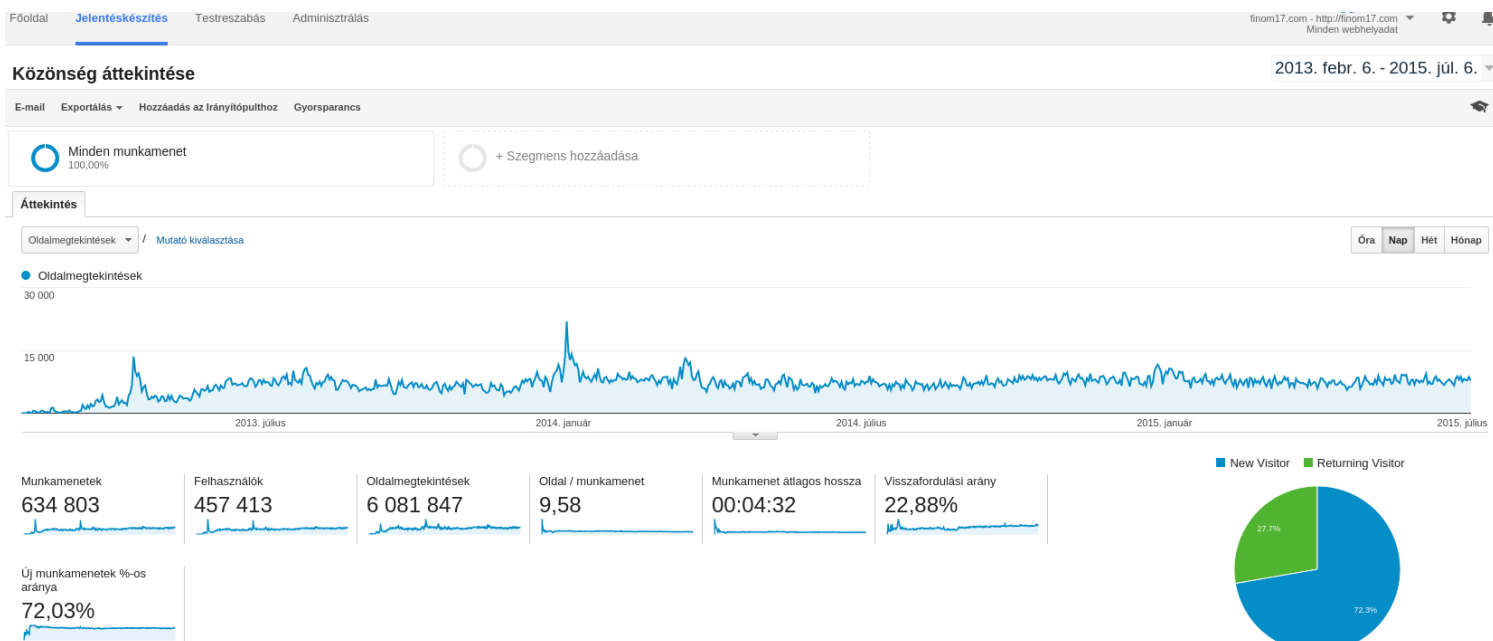 Főoldal Jelentéskészítés Testreszabás Adminisztrálás
finom17.com - http://finom17.com
Minden webhelyadat
Közönség áttekintése
2013. febr. 6. - 2015. júl. 6.
E-mail Exportálás Hozzáadás az Irányítópulthoz Gyorsparancs
Minden munkamenet
100,00%
+ Szegmens hozzáadása
Áttekintés
Oldalmegtekintések / Mutató kiválasztása
Óra Nap Hét Hónap
Oldalmegtekintések
30 000
15 000
2013. július 2014. január 2014. július 2015. január 2015. július
New Visitor Returning Visitor
Munkamenetek Felhasználók Oldalmegtekintések Oldal / munkamenet Munkamenet átlagos hossza Visszafordulási arány
634 803 457 413 6 081 847 9,58 00:04:32 22,88%
27.7%
Új munkamenetek %-os
aránya
72,03%
72.3%